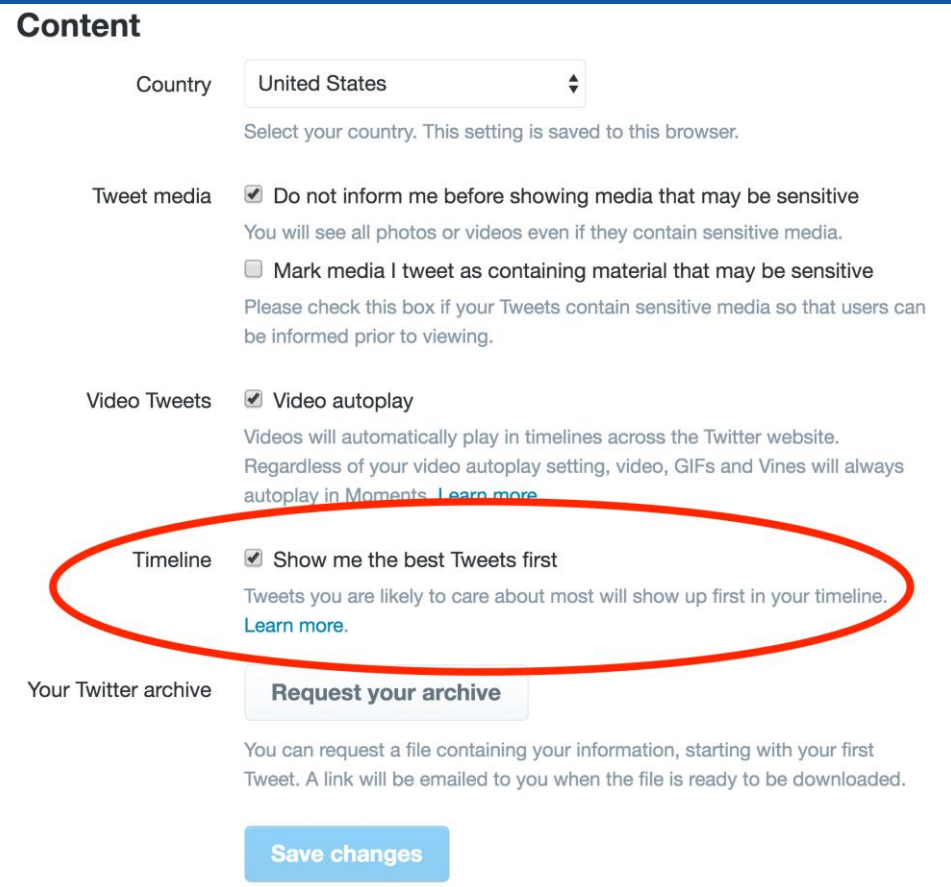 Content
Country
United States
Select your country. This setting is saved to this browser.
Tweet media
Do not inform me before showing media that may be sensitive
You will see all photos or videos even if they contain sensitive media.
Mark media I tweet as containing material that may be sensitive
Please check this box if your Tweets contain sensitive media so that users can
be informed prior to viewing.
Video Tweets
Video autoplay
Videos will automatically play in timelines across the Twitter website.
Regardless of your video autoplay setting, video, GIFs and Vines will always
autoplay in Moments. Learn more.
Timeline
Show me the best Tweets first
Tweets you are likely to care about most will show up first in your timeline.
Learn more.
Your Twitter archive
Request your archive
You can request a file containing your information, starting with your first
Tweet. A link will be emailed to you when the file is ready to be downloaded.
Save changes